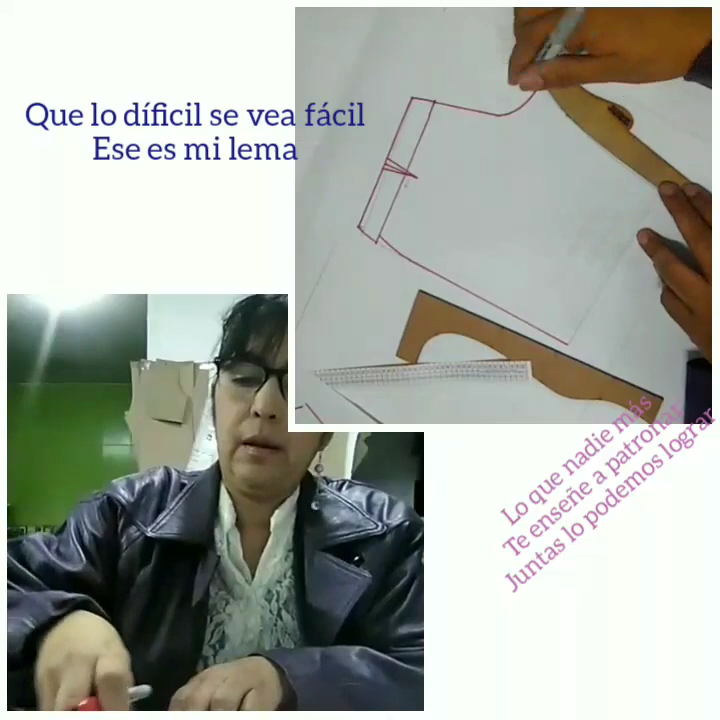 Que lo díficil se vea fácil
Ese es mi lema
Lo que nadie más
Te enseñe a patronar
Juntas lo podemos lograr